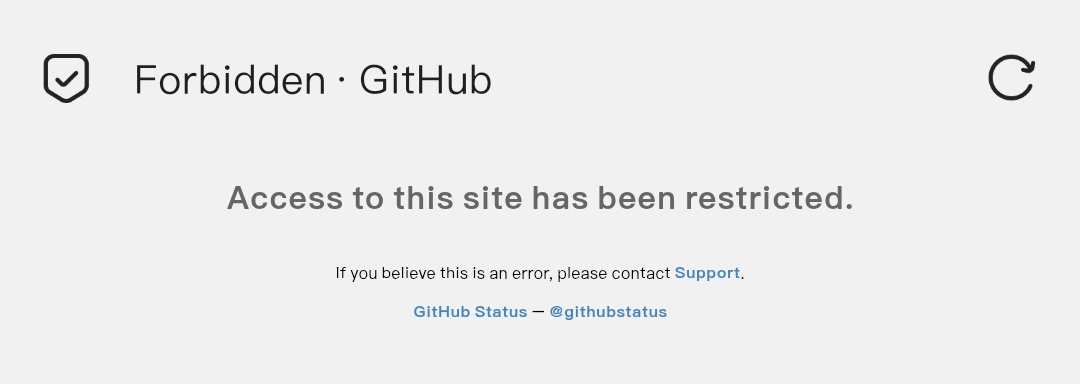 Forbidden · GitHub
Access to this site has been restricted.
If you believe this is an error, please contact Support.
GitHub Status — @githubstatus